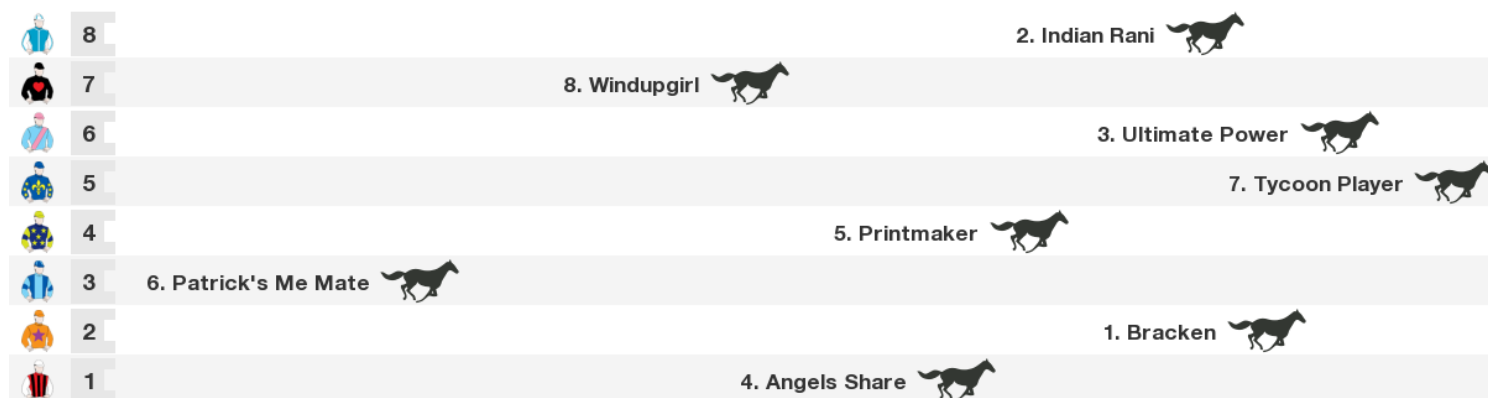 8 2. Indian Rani
7 8. Windupgirl
6 3. Ultimate Power
5 7. Tycoon Player
4 5. Printmaker
3 6. Patrick's Me Mate
2 1. Bracken
1 4. Angels Share